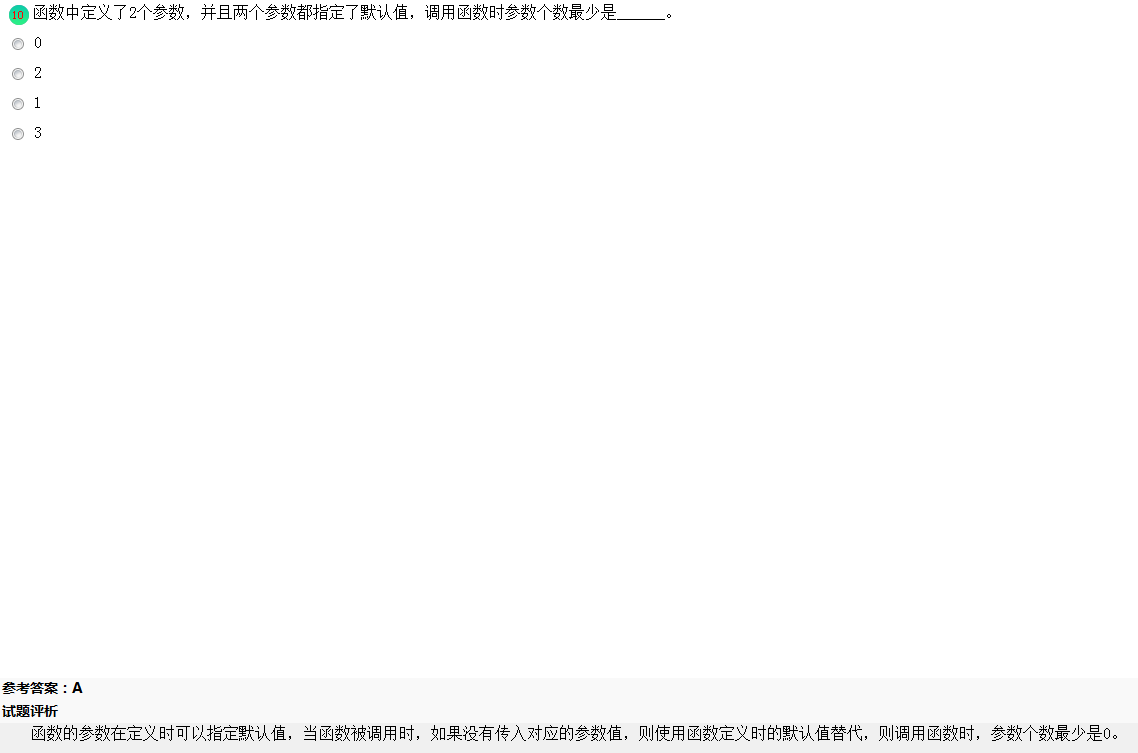 10 函数中定义了2个参数，并且两个参数都指定了默认值，调用函数时参数个数最少是______。
0
2
1
3
参考答案：A
试题评析
函数的参数在定义时可以指定默认值，当函数被调用时，如果没有传入对应的参数值，则使用函数定义时的默认值替代，则调用函数时，参数个数最少是0。